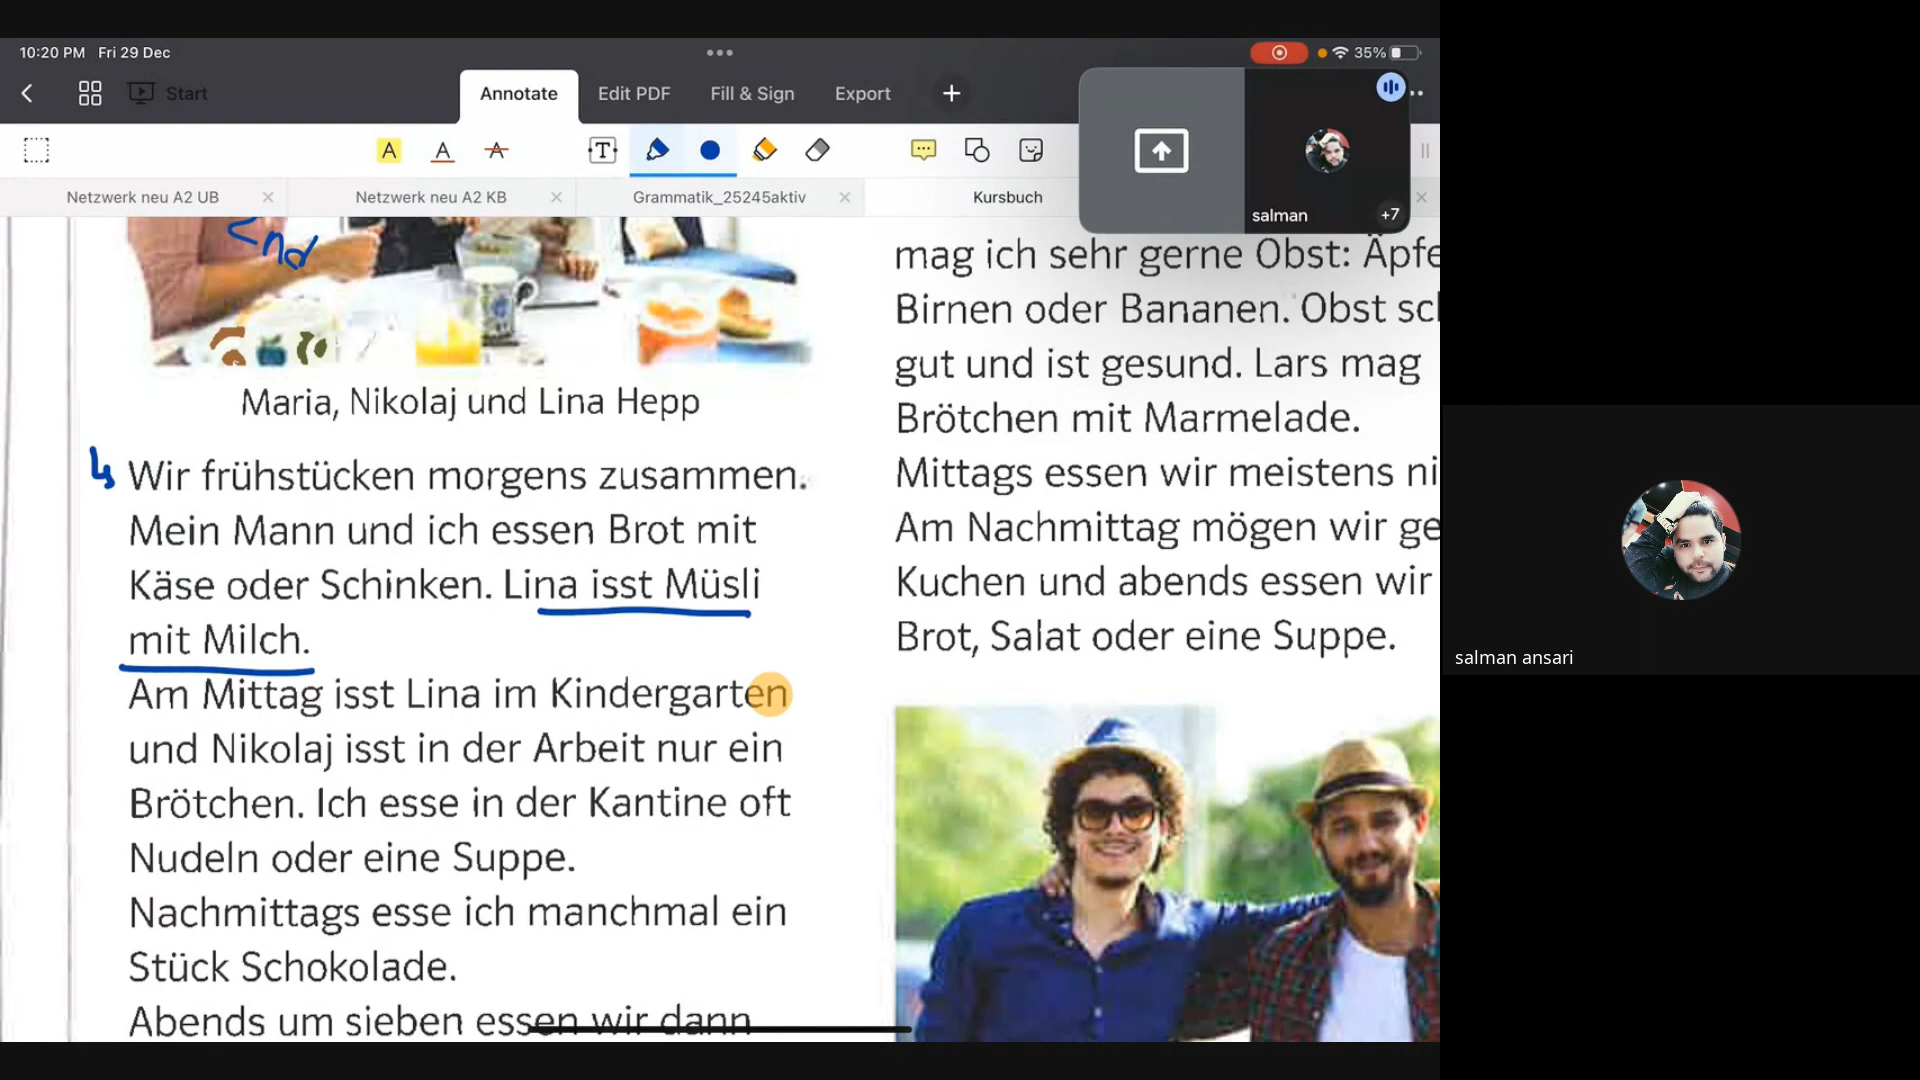 10:20 PM Fri 29 Dec
35%
Start
Annotate
Edit PDF
Fill & Sign
Export
salman
+7
Netzwerk neu A2 UB
Netzwerk neu A2 KB
Grammatik_25245aktiv
Kursbuch
Maria, Nikolaj und Lina Hepp
Wir frühstücken morgens zusammen.
Mein Mann und ich essen Brot mit
Käse oder Schinken. Lina isst Müsli
mit Milch.
Am Mittag isst Lina im Kindergarten
und Nikolaj isst in der Arbeit nur ein
Brötchen. Ich esse in der Kantine oft
Nudeln oder eine Suppe.
Nachmittags esse ich manchmal ein
Stück Schokolade.
Abends um sieben essen wir dann
mag ich sehr gerne Obst: Äpfe
Birnen oder Bananen. Obst sc
gut und ist gesund. Lars mag
Brötchen mit Marmelade.
Mittags essen wir meistens ni
Am Nachmittag mögen wir ge
Kuchen und abends essen wir
Brot, Salat oder eine Suppe.
salman ansari